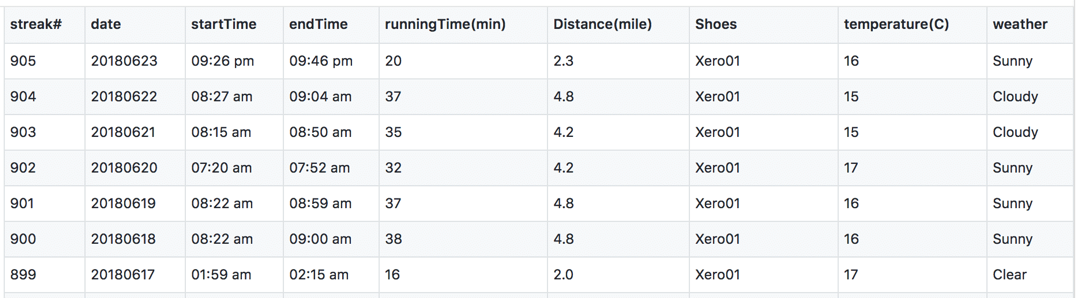 streak# date startTime endTime runningTime(min) Distance(mile) Shoes temperature(C) weather
905 20180623 09:26 pm 09:46 pm 20 2.3 Xero01 16 Sunny
904 20180622 08:27 am 09:04 am 37 4.8 Xero01 15 Cloudy
903 20180621 08:15 am 08:50 am 35 4.2 Xero01 15 Cloudy
902 20180620 07:20 am 07:52 am 32 4.2 Xero01 17 Sunny
901 20180619 08:22 am 08:59 am 37 4.8 Xero01 16 Sunny
900 20180618 08:22 am 09:00 am 38 4.8 Xero01 16 Sunny
899 20180617 01:59 am 02:15 am 16 2.0 Xero01 17 Clear